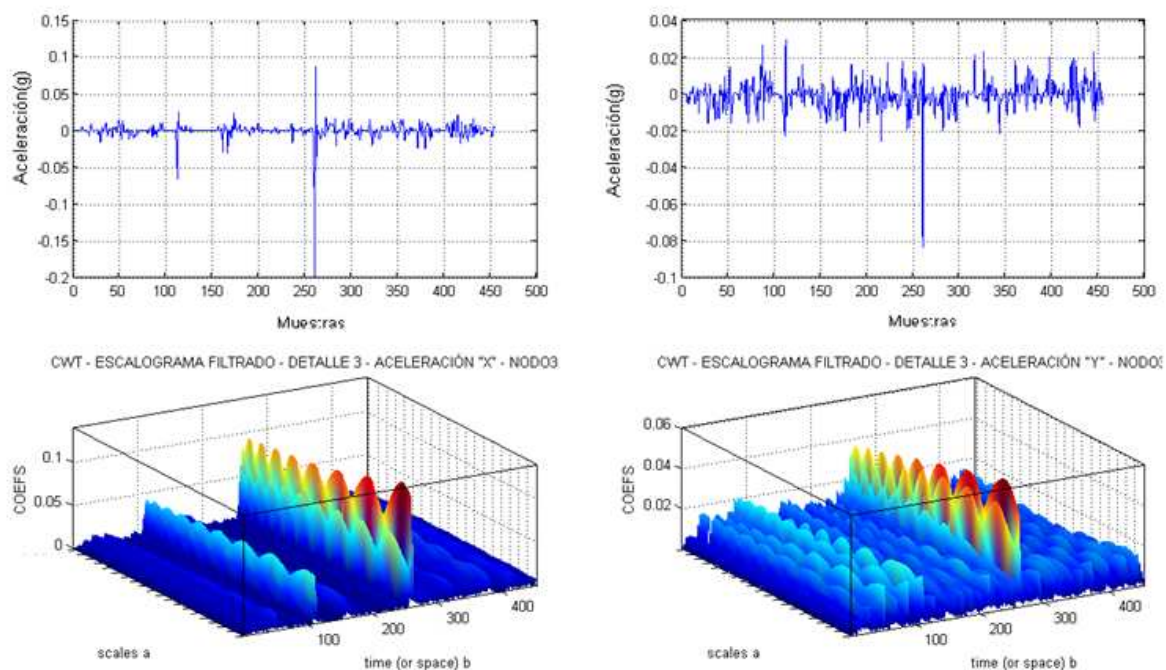 0.15
0.1
0.05
0
-0.05
-0.1
-0.15
-0.2
Aceleración(g)
0 50 100 150 200 250 300 350 400 450 500
Muestras
0.04
0.02
0
-0.02
-0.04
-0.06
-0.08
-0.1
Aceleración(g)
0 50 100 150 200 250 300 350 400 450 500
Muestras
CWT - ESCALOGRAMA FILTRADO - DETALLE 3 - ACELERACIÓN "X" - NODO3
0.1
0.05
0
COEFS
100 200 300 400
scales a
time (or space) b
CWT - ESCALOGRAMA FILTRADO - DETALLE 3 - ACELERACIÓN "Y" - NODO3
0.06
0.04
0.02
COEFS
100 200 300 400
scales a
time (or space) b